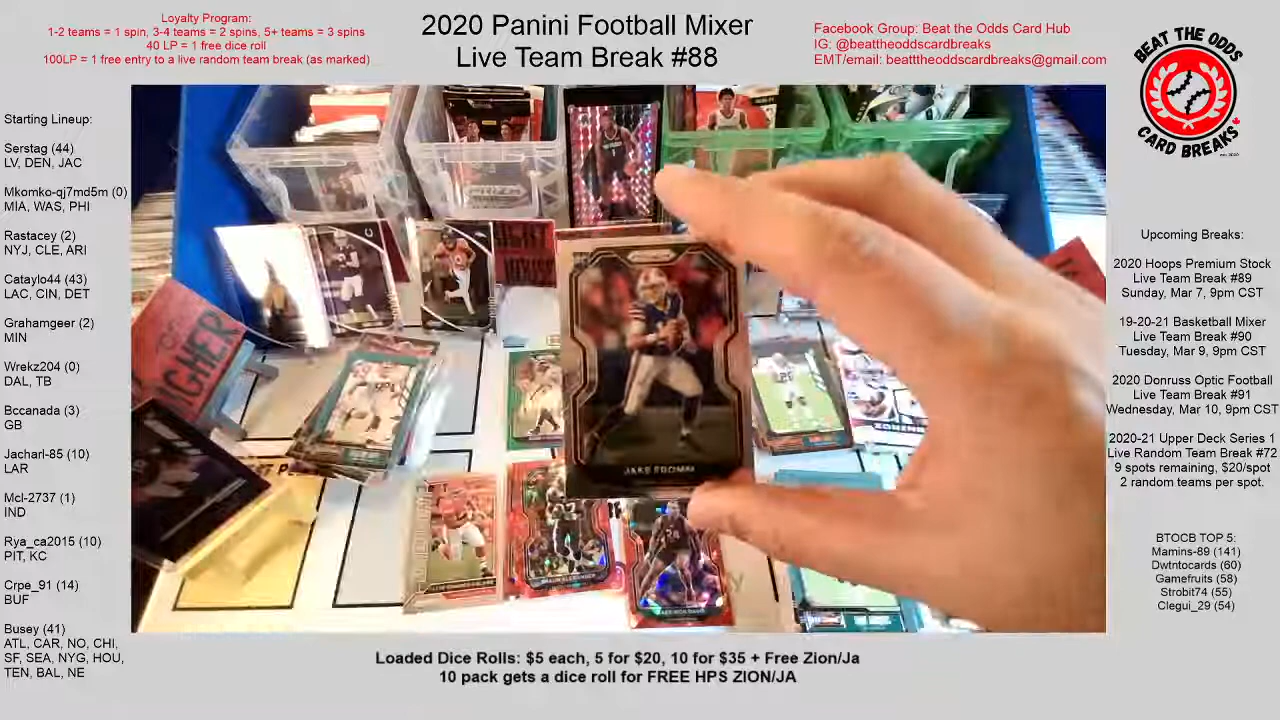 Loyalty Program:
1-2 teams = 1 spin, 3-4 teams = 2 spins, 5+ teams = 3 spins
40 LP = 1 free dice roll
100LP = 1 free entry to a live random team break (as marked)
2020 Panini Football Mixer
Live Team Break #88
Facebook Group: Beat the Odds Card Hub
IG: @beattheoddscardbreaks
EMT/email: beatttheoddscardbreaks@gmail.com
BEAT THE ODDS
CARD BREAKS
Starting Lineup:
Serstag (44)
LV, DEN, JAC
Mkomko-qj7md5m (0)
MIA, WAS, PHI
Rastacey (2)
NYJ, CLE, ARI
Cataylo44 (43)
LAC, CIN, DET
Grahamgeer (2)
MIN
Wrekz204 (0)
DAL, TB
Bccanada (3)
GB
Jacharl-85 (10)
LAR
Mcl-2737 (1)
IND
Rya_ca2015 (10)
PIT, KC
Crpe_91 (14)
BUF
Busey (41)
ATL, CAR, NO, CHI,
SF, SEA, NYG, HOU,
TEN, BAL, NE
HIGHER
JAKE FROMM
Upcoming Breaks:
2020 Hoops Premium Stock
Live Team Break #89
Sunday, Mar 7, 9pm CST
19-20-21 Basketball Mixer
Live Team Break #90
Tuesday, Mar 9, 9pm CST
2020 Donruss Optic Football
#91
Wednesday, Mar 10, 9pm CST
2020-21 Upper Deck Series 1
Live Random Team Break #72
9 spots remaining, $20/spot
2 random teams per spot.
BTOCB TOP 5:
Mamins-89 (141)
Dwtntocards (60)
Gamefruits (58)
Strobit74 (55)
Clegui_29 (54)
Loaded Dice Rolls: $5 each, 5 for $20, 10 for $35 + Free Zion/Ja
10 pack gets a dice roll for FREE HPS ZION/JA